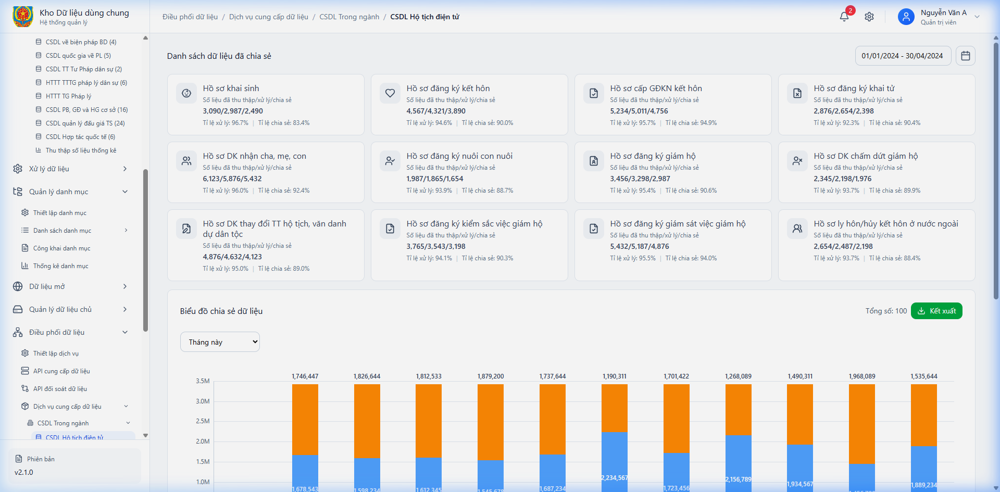 Kho Dữ liệu dùng chung
Hệ thống quản lý
Điều phối dữ liệu / Dịch vụ cung cấp dữ liệu / CSDL Trong ngành / CSDL Hộ tịch điện tử
2
Nguyễn Văn A
Quản trị viên
CSDL về biện pháp BD (4)
CSDL quốc gia về PL (5)
CSDL TT Tư Pháp dân sự (2)
HTTT TTTG pháp lý dân sự (6)
HTTT TG Pháp lý
CSDL PB, GĐ và HG cơ sở (16)
CSDL quản lý đấu giá TS (24)
CSDL Hợp tác quốc tế (6)
Thu thập số liệu thống kê
Xử lý dữ liệu
Quản lý danh mục
Thiết lập danh mục
Danh sách danh mục
Công khai danh mục
Thống kê danh mục
Dữ liệu mở
Quản lý dữ liệu chủ
Điều phối dữ liệu
Thiết lập dịch vụ
API cung cấp dữ liệu
API đối soát dữ liệu
Dịch vụ cung cấp dữ liệu
CSDL Trong ngành
CSDL Hộ tịch điện tử
Phiên bản
v2.1.0
Danh sách dữ liệu đã chia sẻ
01/01/2024 - 30/04/2024
Hồ sơ khai sinh
Số liệu đã thu thập/xử lý/chia sẻ
3,090/2,987/2,490
Tỉ lệ xử lý: 96.7% | Tỉ lệ chia sẻ: 83.4%
Hồ sơ đăng ký kết hôn
Số liệu đã thu thập/xử lý/chia sẻ
4,567/4,321/3,890
Tỉ lệ xử lý: 94.6% | Tỉ lệ chia sẻ: 90.0%
Hồ sơ cấp GĐKN kết hôn
Số liệu đã thu thập/xử lý/chia sẻ
5,234/5,011/4,756
Tỉ lệ xử lý: 95.7% | Tỉ lệ chia sẻ: 94.9%
Hồ sơ đăng ký khai tử
Số liệu đã thu thập/xử lý/chia sẻ
2,876/2,654/2,398
Tỉ lệ xử lý: 92.3% | Tỉ lệ chia sẻ: 90.4%
Hồ sơ DK nhận cha, mẹ, con
Số liệu đã thu thập/xử lý/chia sẻ
6,123/5,876/5,432
Tỉ lệ xử lý: 96.0% | Tỉ lệ chia sẻ: 92.4%
Hồ sơ đăng ký nuôi con nuôi
Số liệu đã thu thập/xử lý/chia sẻ
1,987/1,865/1,654
Tỉ lệ xử lý: 93.9% | Tỉ lệ chia sẻ: 88.7%
Hồ sơ đăng ký giám hộ
Số liệu đã thu thập/xử lý/chia sẻ
3,456/3,298/2,987
Tỉ lệ xử lý: 95.4% | Tỉ lệ chia sẻ: 90.6%
Hồ sơ DK chấm dứt giám hộ
Số liệu đã thu thập/xử lý/chia sẻ
2,345/2,198/1,976
Tỉ lệ xử lý: 93.7% | Tỉ lệ chia sẻ: 89.9%
Hồ sơ DK thay đổi TT hộ tịch, văn danh
dự dân tộc
Số liệu đã thu thập/xử lý/chia sẻ
4,876/4,632/4,123
Tỉ lệ xử lý: 95.0% | Tỉ lệ chia sẻ: 89.0%
Hồ sơ đăng ký kiểm sắc việc giám hộ
Số liệu đã thu thập/xử lý/chia sẻ
3,765/3,543/3,198
Tỉ lệ xử lý: 94.1% | Tỉ lệ chia sẻ: 90.3%
Hồ sơ đăng ký giám sát việc giám hộ
Số liệu đã thu thập/xử lý/chia sẻ
5,432/5,187/4,876
Tỉ lệ xử lý: 95.5% | Tỉ lệ chia sẻ: 94.0%
Hồ sơ ly hôn/hủy kết hôn ở nước ngoài
Số liệu đã thu thập/xử lý/chia sẻ
2,654/2,487/2,198
Tỉ lệ xử lý: 93.7% | Tỉ lệ chia sẻ: 88.4%
Biểu đồ chia sẻ dữ liệu
Tổng số: 100
Kết xuất
Tháng này
1,746,447 1,826,644 1,812,533 1,879,200 1,737,644 1,190,311 1,701,422 1,268,089 1,490,311 1,968,089 1,535,644
3.5M
3.0M
2.5M
2.0M
1.5M
1.0M
1,678,543 1,598,234 1,612,345 1,545,678 1,687,234 2,234,567 1,723,456 2,156,789 1,934,567 1,889,234